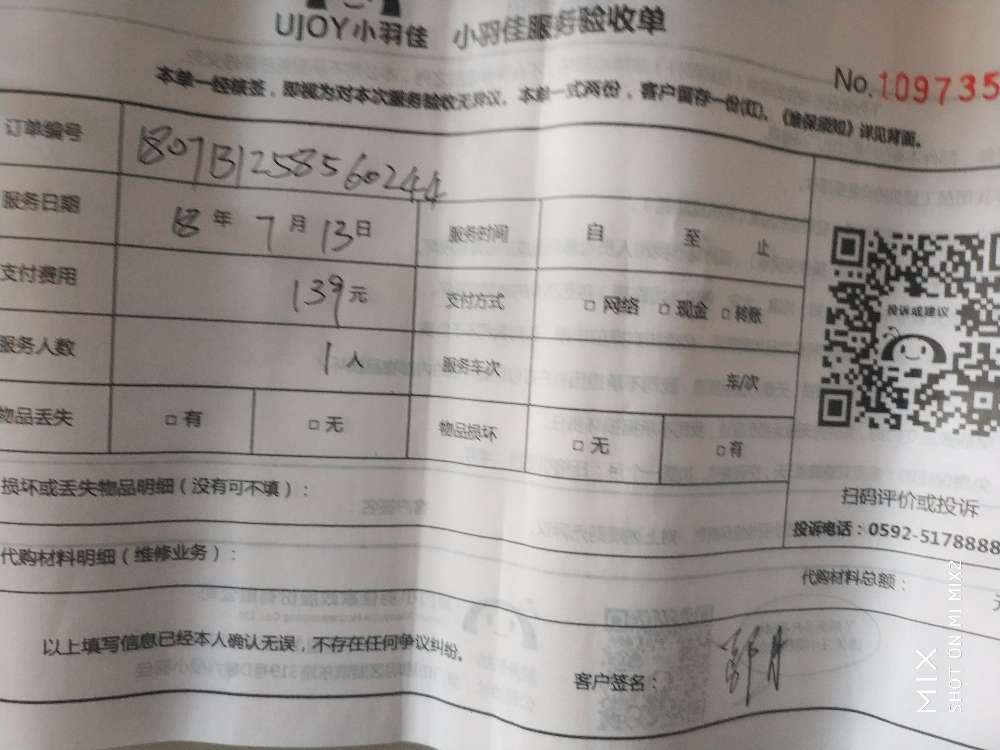 UJOY小羽佳 小羽佳服务验收单
No.109735
本单一经核签，即视为对本次服务验收无异议。本单一式两份，客户留存一份(红)。《维保须知》详见背面。
订单编号 1807131258560244
服务日期 18年7月13日 服务时间 自 至 止
支付费用 139元 支付方式 □ 网络 □ 现金 □ 转账
服务人数 1人 服务车次 车/次
物品丢失 □ 有 □ 无 物品损坏 □ 无 □ 有
投诉或建议
扫码评价或投诉
投诉电话：0592-5178888
损坏或丢失物品明细（没有可不填）：
代购材料明细（维修业务）：
代购材料总额：
以上填写信息已经本人确认无误，不存在任何争议纠纷。
客户签名：
MIX
SHOT ON MI MIX2